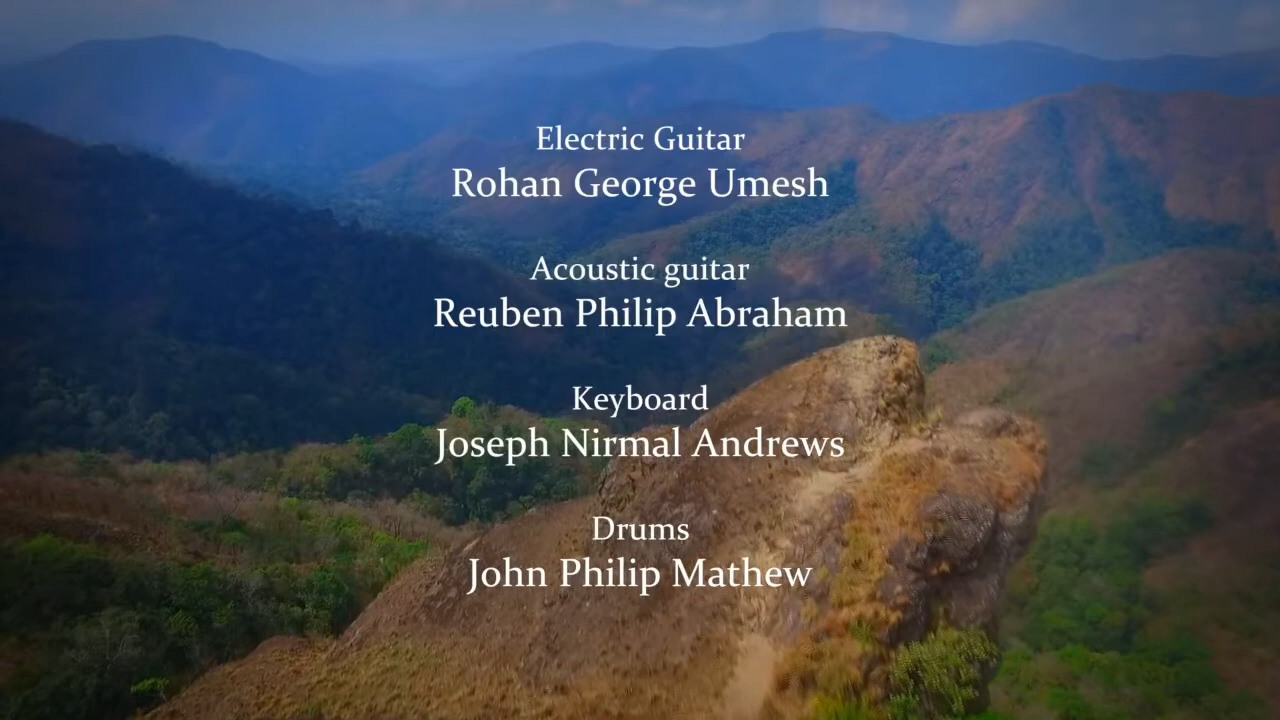 Electric Guitar
Rohan George Umesh
Acoustic guitar
Reuben Philip Abraham
Keyboard
Joseph Nirmal Andrews
Drums
John Philip Mathew